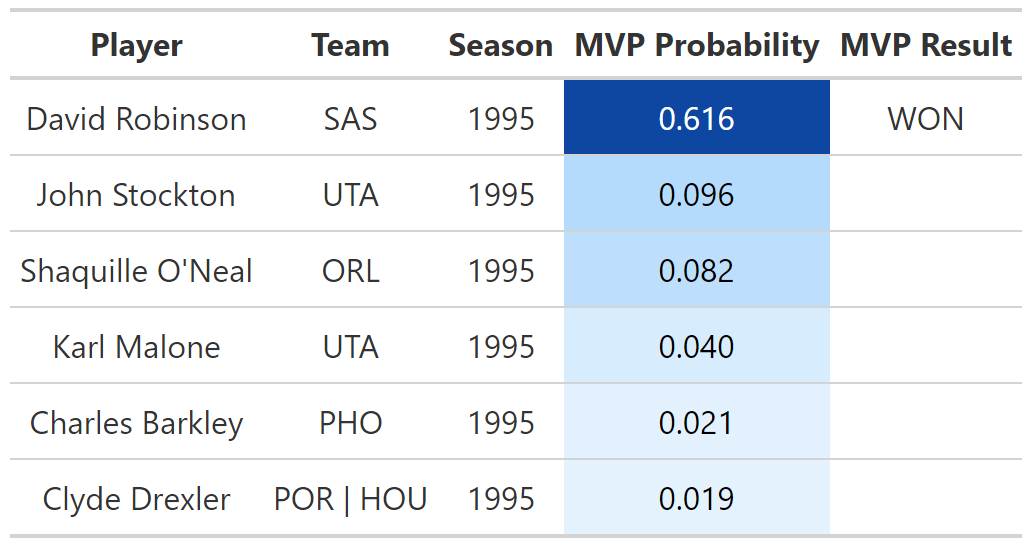 Player Team Season MVP Probability MVP Result
David Robinson SAS 1995 0.616 WON
John Stockton UTA 1995 0.096
Shaquille O'Neal ORL 1995 0.082
Karl Malone UTA 1995 0.040
Charles Barkley PHO 1995 0.021
Clyde Drexler POR | HOU 1995 0.019